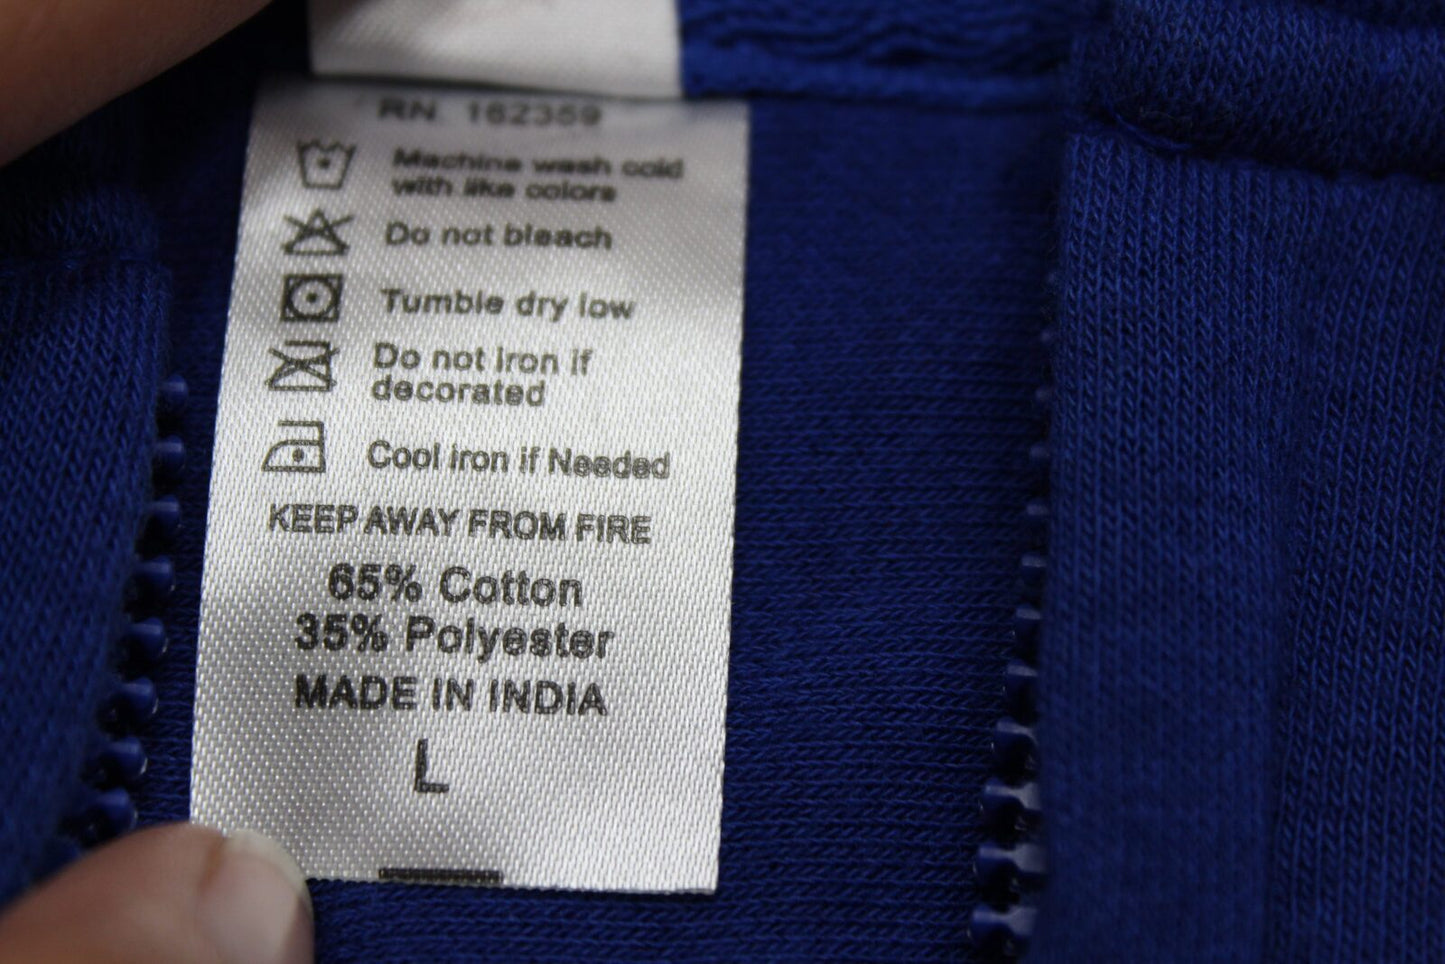 RN 162359
Machine wash cold
with like colors
Do not bleach
Tumble dry low
Do not Iron if
decorated
Cool iron if Needed
KEEP AWAY FROM FIRE
65% Cotton
35% Polyester
MADE IN INDIA
L